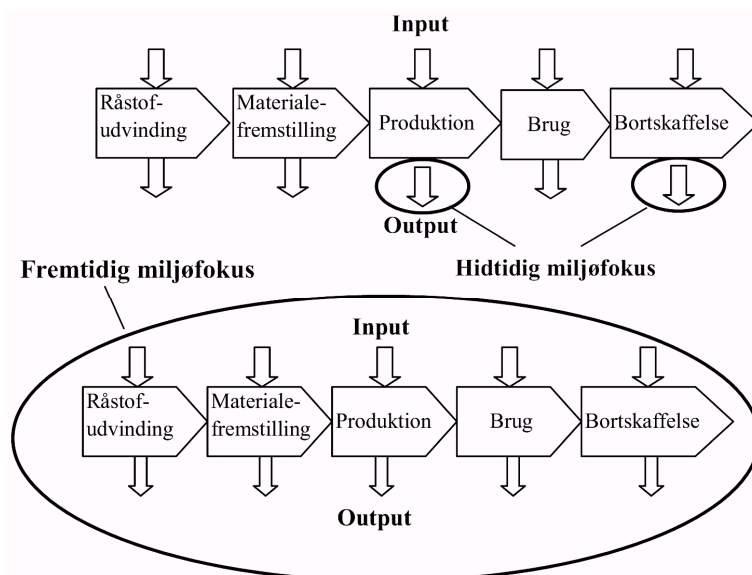 Input
Råstof-
udvinding
Materiale-
fremstilling
Produktion
Brug
Bortskaffelse
Output
Hidtidig miljøfokus
Fremtidig miljøfokus
Input
Råstof-
udvinding
Materiale-
fremstilling
Produktion
Brug
Bortskaffelse
Output